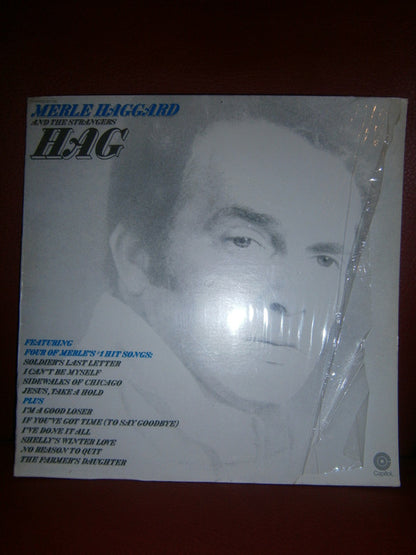 MERLE HAGGARD
AND THE STRANGERS
HAG
FEATURING
FOUR OF MERLE'S #1 HIT SONGS:
SOLDIER'S LAST LETTER
I CAN'T BE MYSELF
SIDEWALKS OF CHICAGO
JESUS, TAKE A HOLD
PLUS
I'M A GOOD LOSER
IF YOU'VE GOT TIME (TO SAY GOODBYE)
I'VE DONE IT ALL
SHELLY'S WINTER LOVE
NO REASON TO QUIT
THE FARMER'S DAUGHTER
Capitol